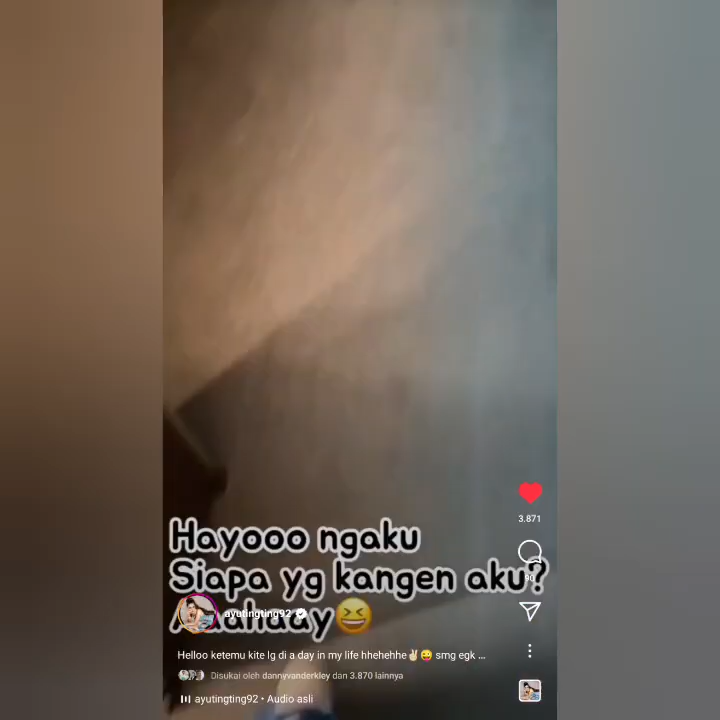 3.871
Hayooo ngaku
Siapa yg kangen aku?
90
ayutingting92
Helloo ketemu kite lg di a day in my life hhehehhe✌🏻😜 smg egk ...
Disukai oleh dannyvanderkley dan 3.870 lainnya
ayutingting92 • Audio asli